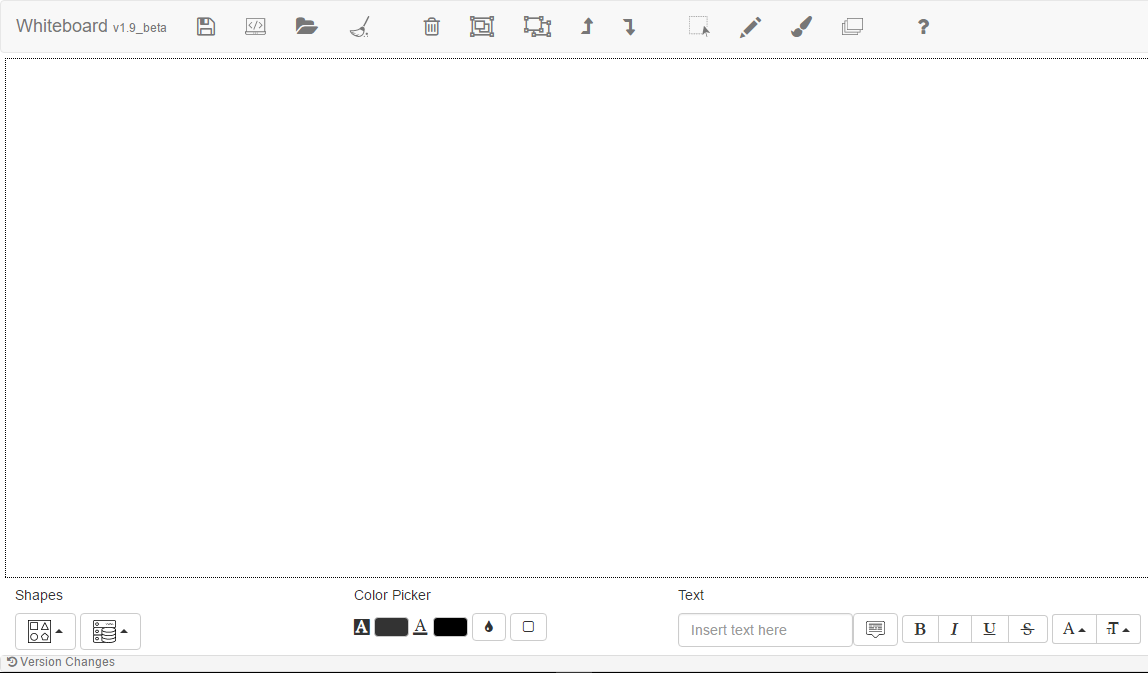 Whiteboard v1.9_beta
?
Shapes
Color Picker
Text
A
A
Insert text here
B I U S A T
Version Changes